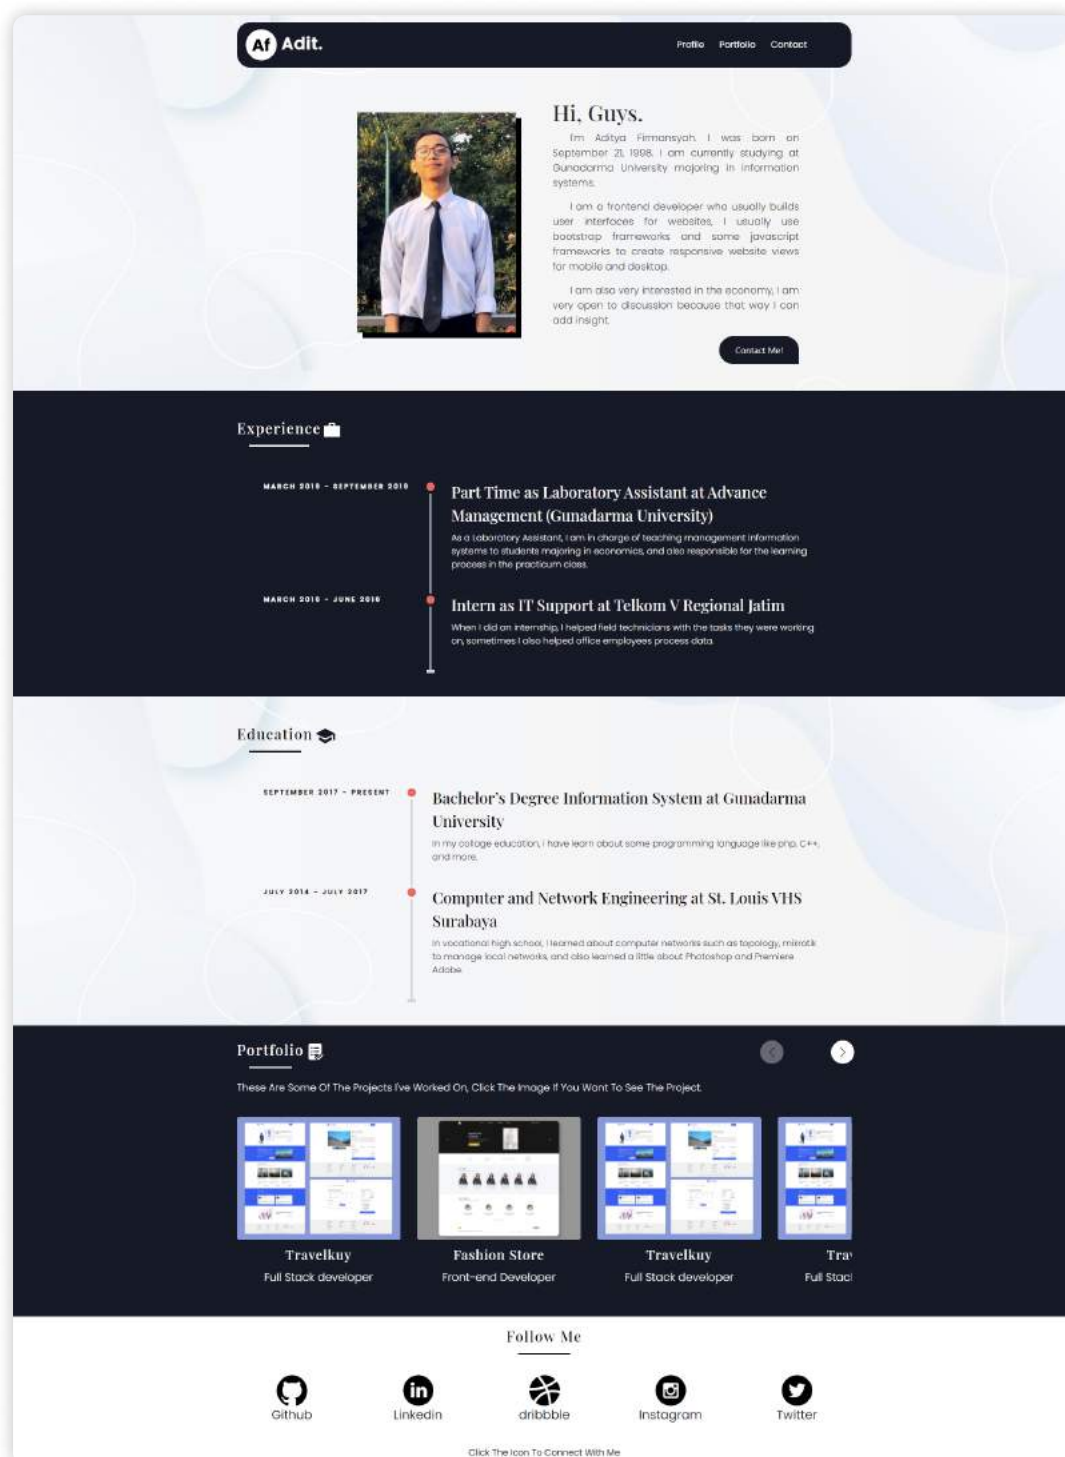 Af Adit.
Profile Portfolio Contact
Hi, Guys.
I'm Aditya Firmansyah. I was born on
September 21, 1998. I am currently studying at
Gunadarma University majoring in information
systems.
I am a frontend developer who usually builds
user interfaces for websites, I usually use
bootstrap frameworks and some javascript
frameworks to create responsive website views
for mobile and desktop.
I am also very interested in the economy, I am
very open to discussion because that way I can
add insight.
Contact Me!
Experience
MARCH 2019 - SEPTEMBER 2019
Part Time as Laboratory Assistant at Advance
Management (Gunadarma University)
As a Laboratory Assistant, I am in charge of teaching management information
systems to students majoring in economics, and also responsible for the learning
process in the practicum class.
MARCH 2016 - JUNE 2016
Intern as IT Support at Telkom V Regional Jatim
When I did an internship, I helped field technicians with the tasks they were working
on, sometimes I also helped office employees process data.
Education
SEPTEMBER 2017 - PRESENT
Bachelor's Degree Information System at Gunadarma
University
In my collage education, i have learn about some programming language like php, C++,
and more.
JULY 2014 - JULY 2017
Computer and Network Engineering at St. Louis VHS
Surabaya
In vocational high school, I learned about computer networks such as topology, mikrotik
to manage local networks, and also learned a little about Photoshop and Premiere
Adobe.
Portfolio
These Are Some Of The Projects I've Worked On, Click The Image If You Want To See The Project.
Travelkuy Fashion Store Travelkuy Trav
Full Stack developer Front-end Developer Full Stack developer Full Stacl
Follow Me
Github Linkedin dribbble Instagram Twitter
Click The Icon To Connect With Me